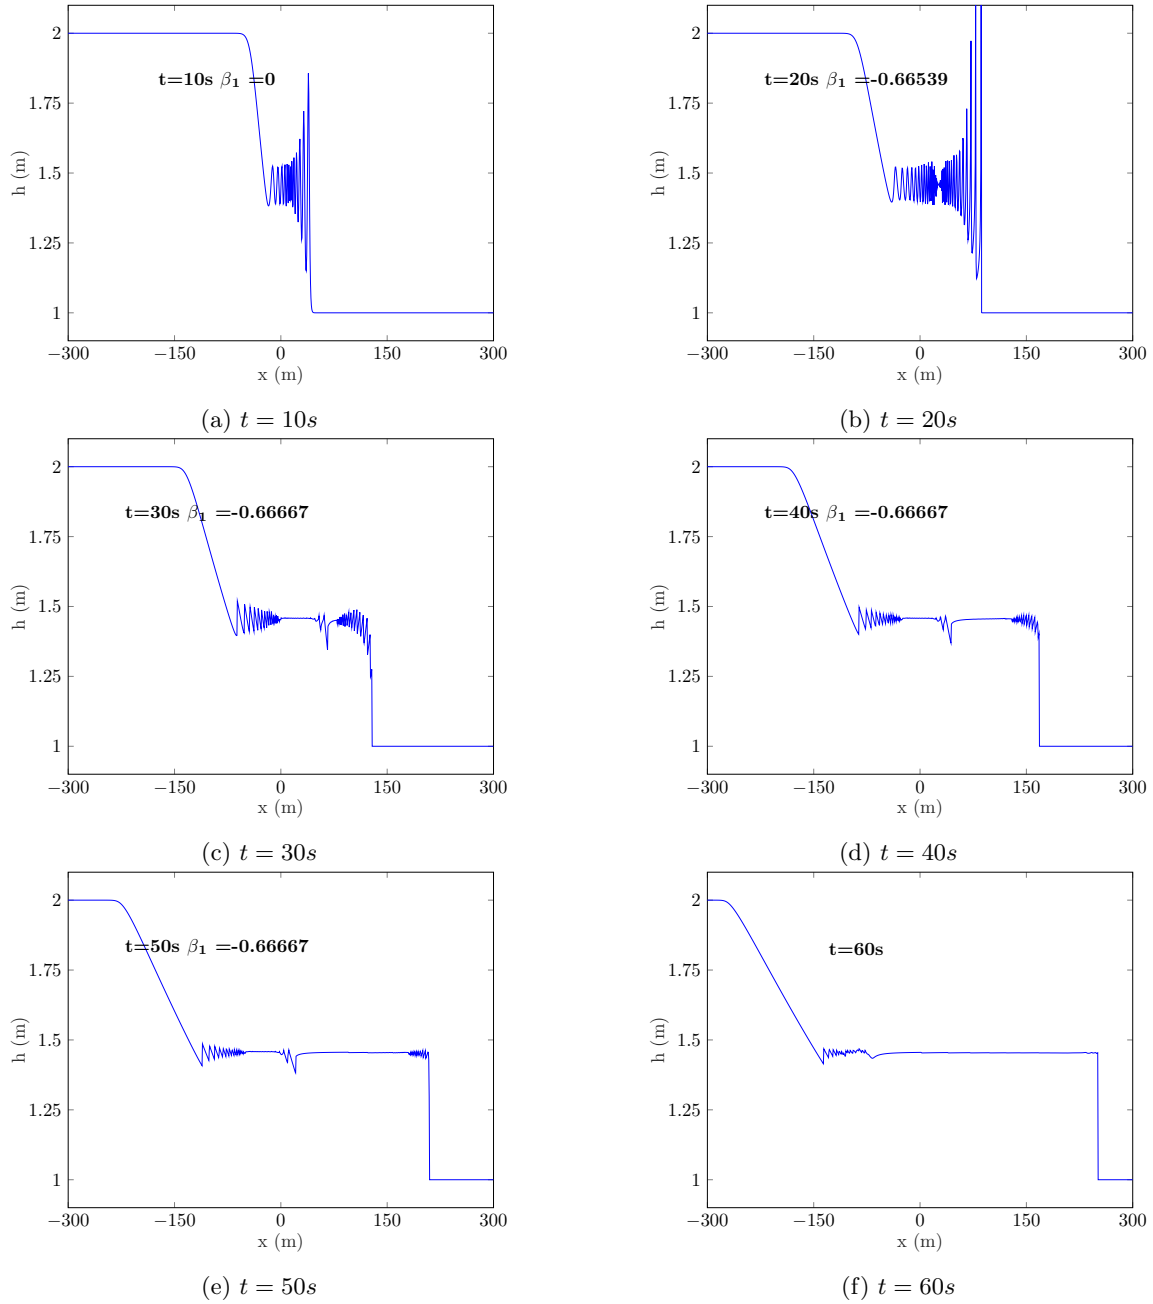 2
1.75
1.5
1.25
1
h (m)
t=10s β₁ =0
−300 −150 0 150 300
x (m)
(a) t = 10s
2
1.75
1.5
1.25
1
h (m)
t=20s β₁ =-0.66539
−300 −150 0 150 300
x (m)
(b) t = 20s
2
1.75
1.5
1.25
1
h (m)
t=30s β₁ =-0.66667
−300 −150 0 150 300
x (m)
(c) t = 30s
2
1.75
1.5
1.25
1
h (m)
t=40s β₁ =-0.66667
−300 −150 0 150 300
x (m)
(d) t = 40s
2
1.75
1.5
1.25
1
h (m)
t=50s β₁ =-0.66667
−300 −150 0 150 300
x (m)
(e) t = 50s
2
1.75
1.5
1.25
1
h (m)
t=60s
−300 −150 0 150 300
x (m)
(f) t = 60s